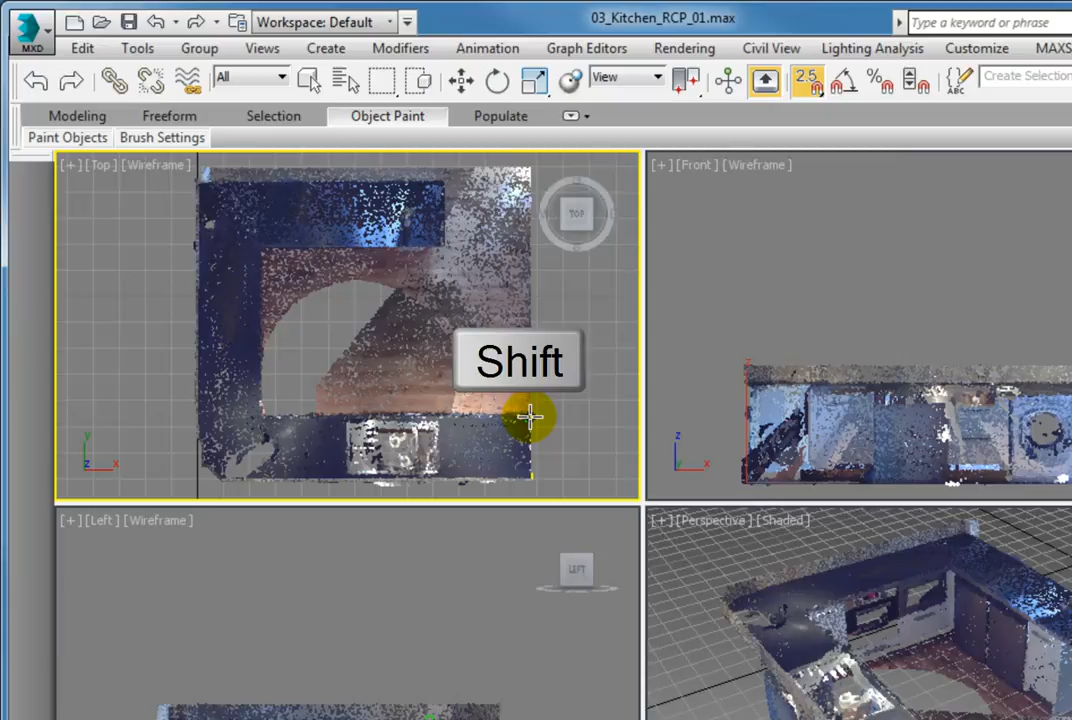 Workspace: Default
03_Kitchen_RCP_01.max
Type a keyword or phrase
MXD
Edit Tools Group Views Create Modifiers Animation Graph Editors Rendering Civil View Lighting Analysis Customize MAXS
All
View
2.5
%
ABC
Create Selection
Modeling Freeform Selection Object Paint Populate
Paint Objects Brush Settings
[+] [Top] [Wireframe]
[+] [Front] [Wireframe]
TOP
Shift
y
z x
z
y x
[+] [Left] [Wireframe]
[+] [Perspective] [Shaded]
LEFT